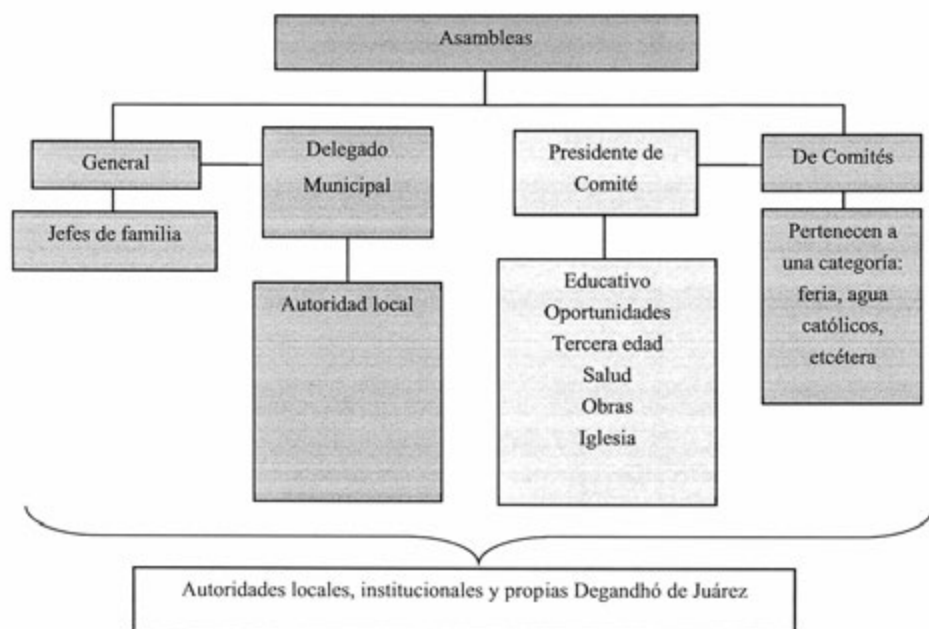 Asambleas
General
Jefes de familia
Delegado
Municipal
Autoridad local
Presidente de
Comité
Educativo
Oportunidades
Tercera edad
Salud
Obras
Iglesia
De Comités
Pertenecen a
una categoría:
feria, agua
católicos,
etcétera
Autoridades locales, institucionales y propias Degandhó de Juárez